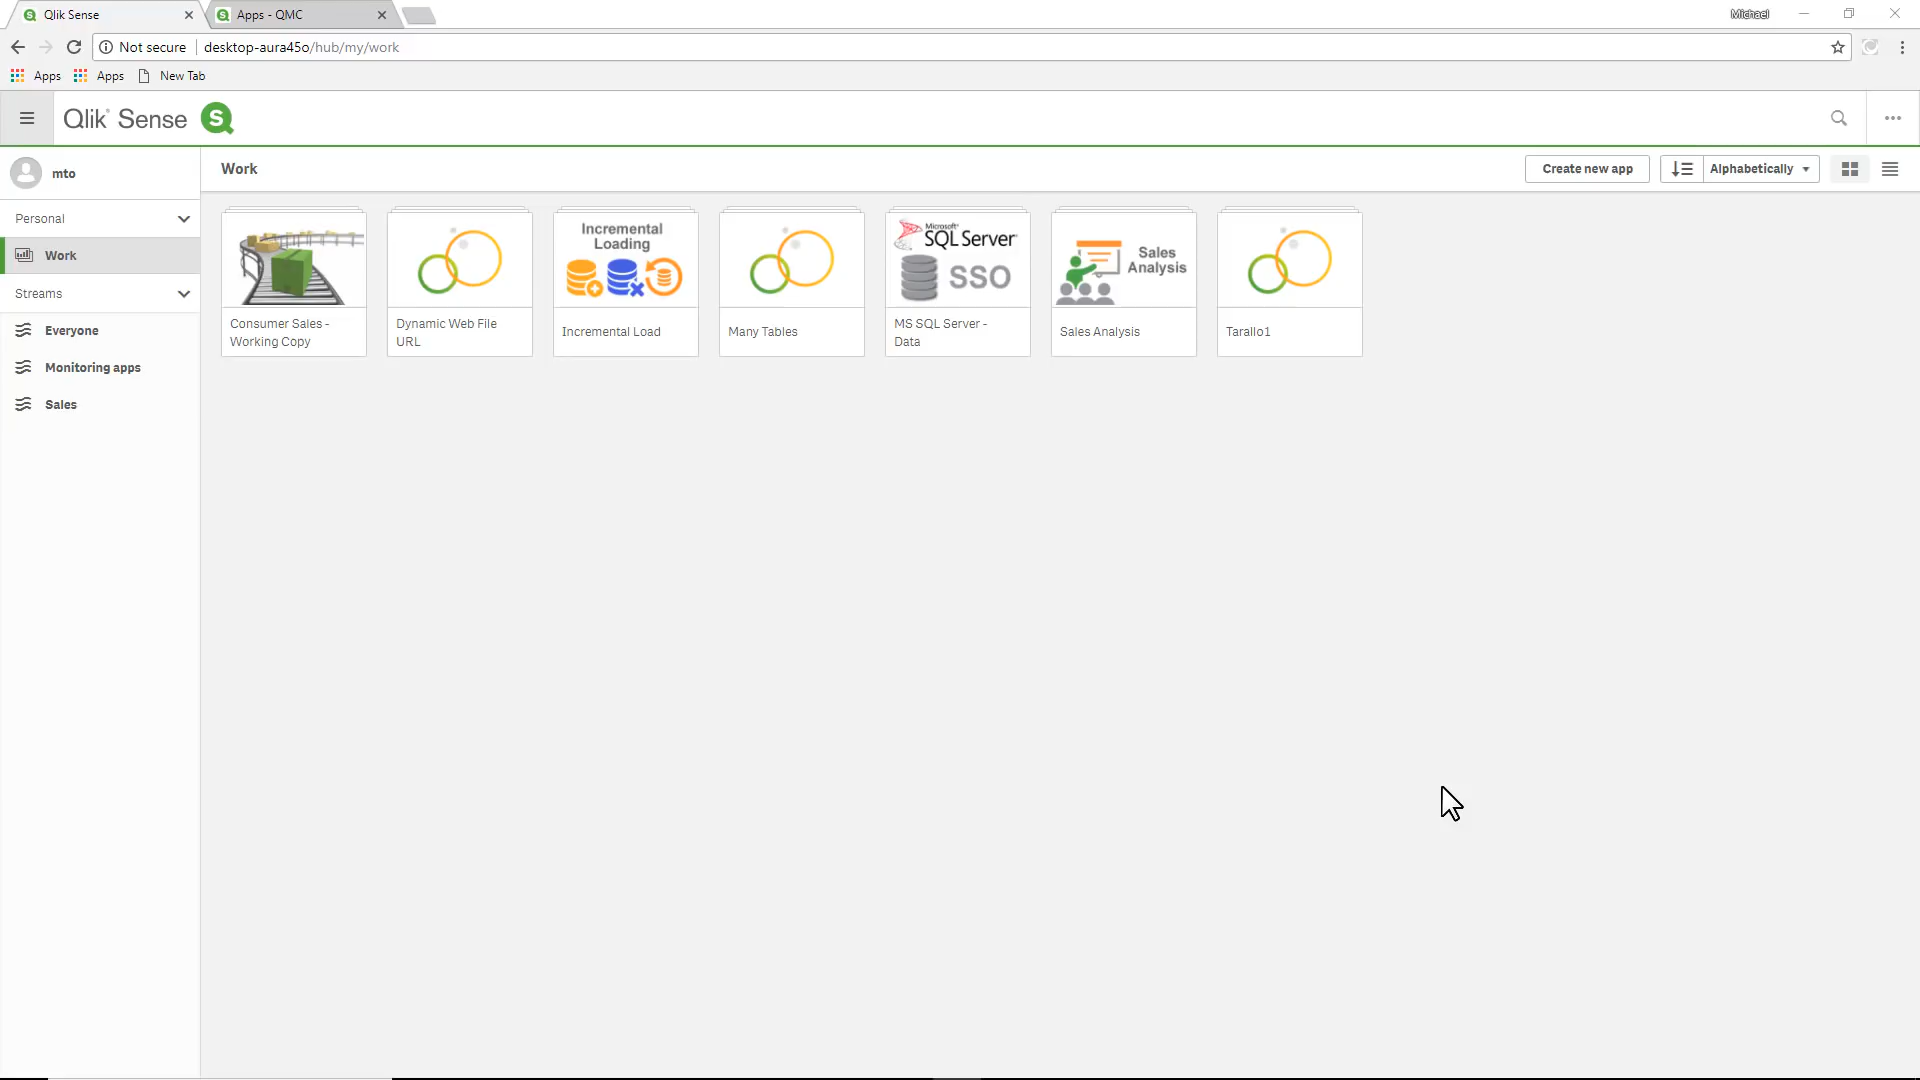 Qlik Sense
Apps - QMC
Michael
Not secure
desktop-aura45o/hub/my/work
Apps
Apps
New Tab
Qlik Sense
S
mto
Work
Create new app
Alphabetically
Personal
Work
Streams
Everyone
Monitoring apps
Sales
Consumer Sales -
Working Copy
Dynamic Web File
URL
Incremental
Loading
Incremental Load
Many Tables
Microsoft
SQL Server
SSO
MS SQL Server -
Data
Sales
Analysis
Sales Analysis
Tarallo1